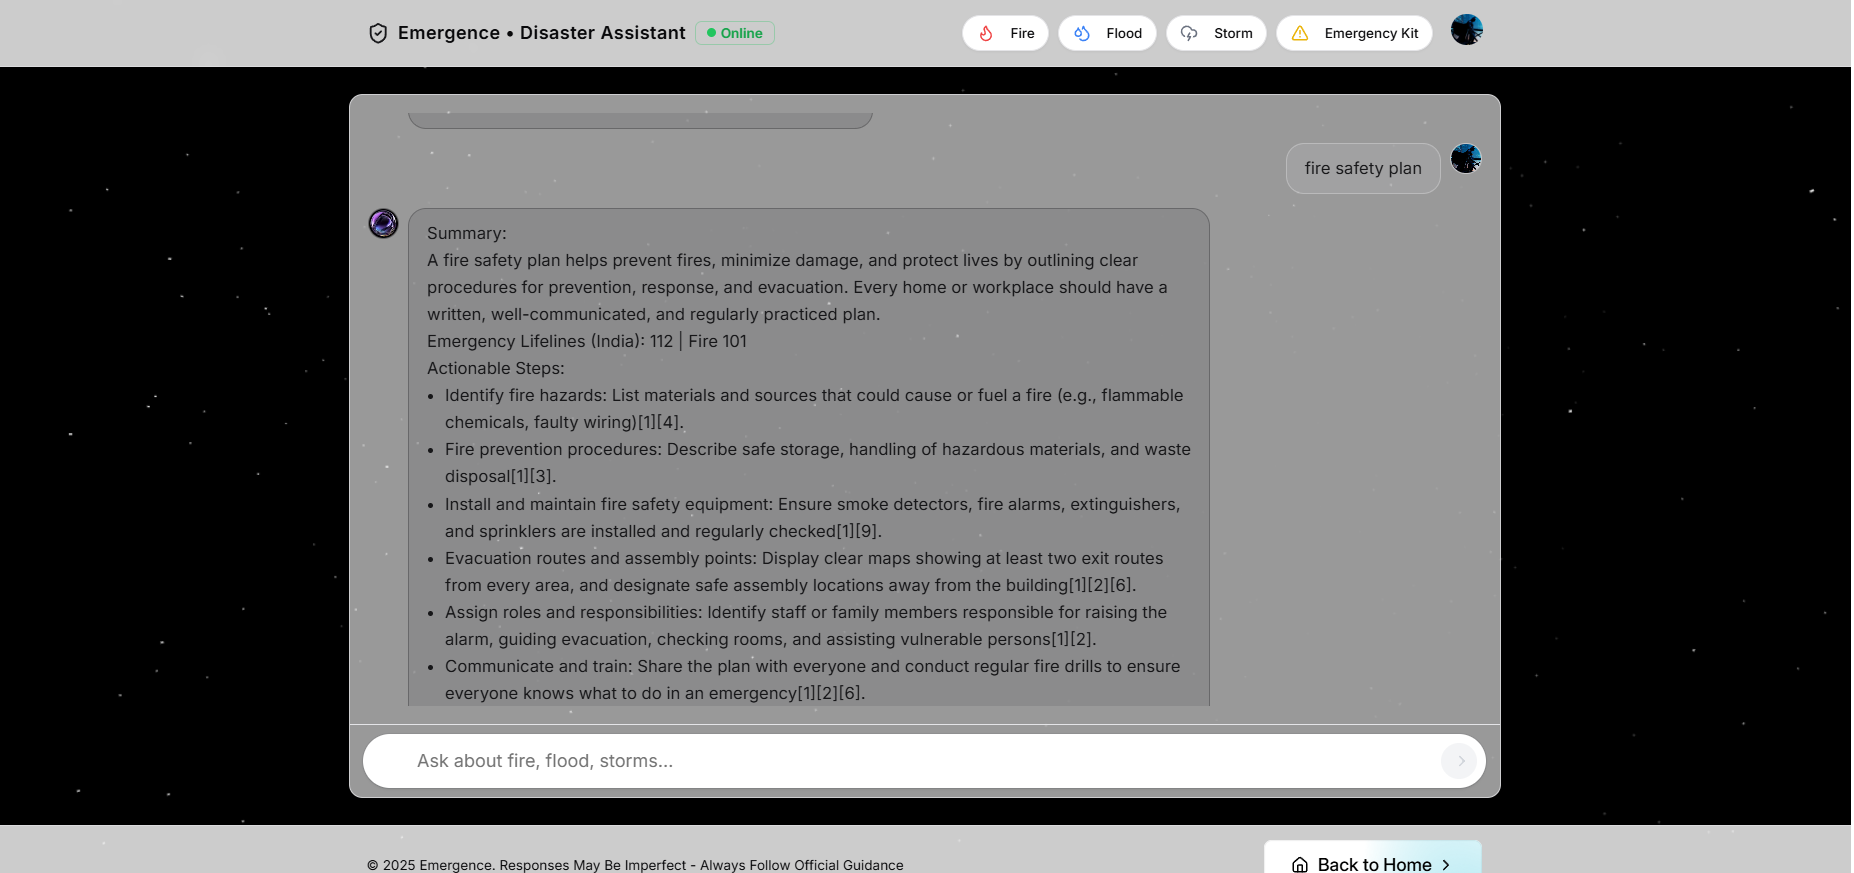 Emergence • Disaster Assistant
Online
Fire
Flood
Storm
Emergency Kit
fire safety plan
Summary:
A fire safety plan helps prevent fires, minimize damage, and protect lives by outlining clear
procedures for prevention, response, and evacuation. Every home or workplace should have a
written, well-communicated, and regularly practiced plan.
Emergency Lifelines (India): 112 | Fire 101
Actionable Steps:
• Identify fire hazards: List materials and sources that could cause or fuel a fire (e.g., flammable
chemicals, faulty wiring)[1][4].
• Fire prevention procedures: Describe safe storage, handling of hazardous materials, and waste
disposal[1][3].
• Install and maintain fire safety equipment: Ensure smoke detectors, fire alarms, extinguishers,
and sprinklers are installed and regularly checked[1][9].
• Evacuation routes and assembly points: Display clear maps showing at least two exit routes
from every area, and designate safe assembly locations away from the building[1][2][6].
• Assign roles and responsibilities: Identify staff or family members responsible for raising the
alarm, guiding evacuation, checking rooms, and assisting vulnerable persons[1][2].
• Communicate and train: Share the plan with everyone and conduct regular fire drills to ensure
everyone knows what to do in an emergency[1][2][6].
Ask about fire, flood, storms...
© 2025 Emergence. Responses May Be Imperfect - Always Follow Official Guidance
Back to Home